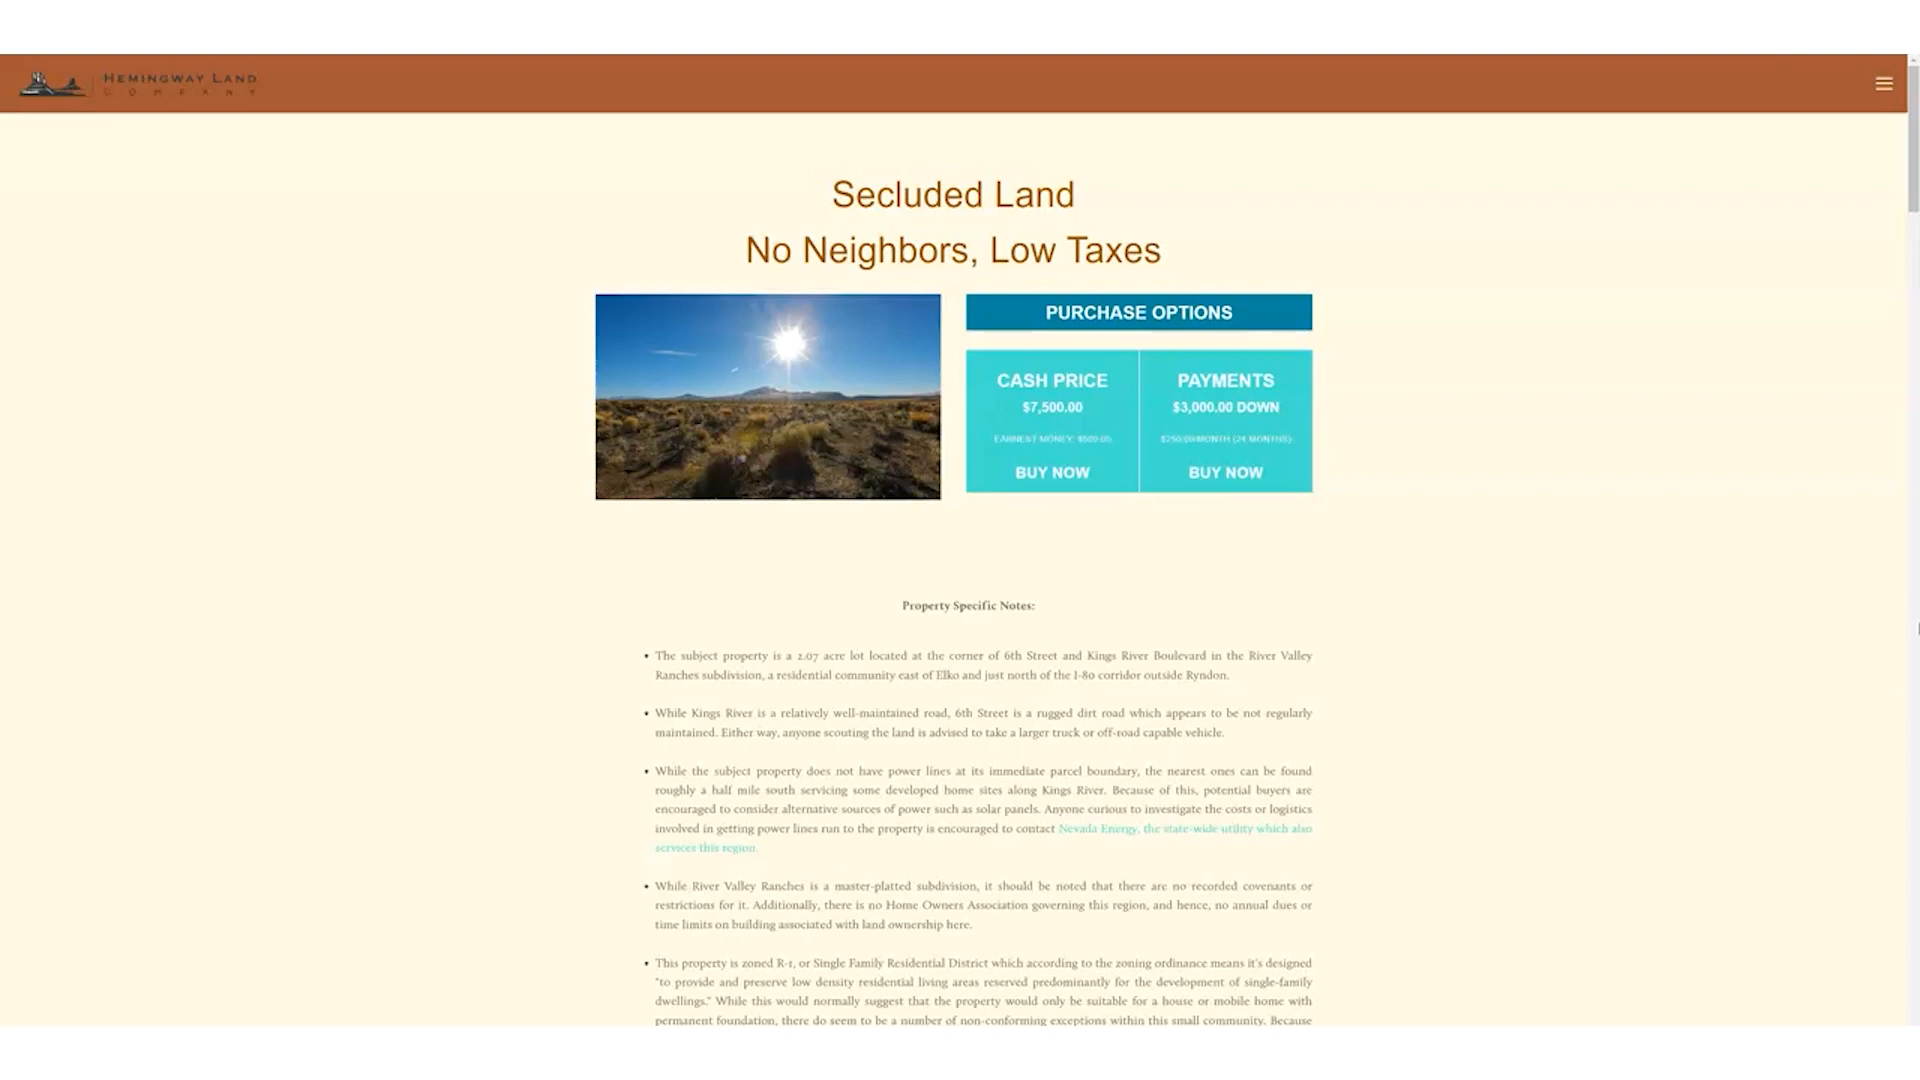 HEMINGWAY LAND
COMPANY
Secluded Land
No Neighbors, Low Taxes
PURCHASE OPTIONS
CASH PRICE
$7,500.00
EARNEST MONEY: $500.00
BUY NOW
PAYMENTS
$3,000.00 DOWN
$250.00/MONTH (24 MONTHS)
BUY NOW
Property Specific Notes:
• The subject property is a 2.07 acre lot located at the corner of 6th Street and Kings River Boulevard in the River Valley
Ranches subdivision, a residential community east of Elko and just north of the I-80 corridor outside Ryndon.
• While Kings River is a relatively well-maintained road, 6th Street is a rugged dirt road which appears to be not regularly
maintained. Either way, anyone scouting the land is advised to take a larger truck or off-road capable vehicle.
• While the subject property does not have power lines at its immediate parcel boundary, the nearest ones can be found
roughly a half mile south servicing some developed home sites along Kings River. Because of this, potential buyers are
encouraged to consider alternative sources of power such as solar panels. Anyone curious to investigate the costs or logistics
involved in getting power lines run to the property is encouraged to contact Nevada Energy, the state-wide utility which also
services this region.
• While River Valley Ranches is a master-platted subdivision, it should be noted that there are no recorded covenants or
restrictions for it. Additionally, there is no Home Owners Association governing this region, and hence, no annual dues or
time limits on building associated with land ownership here.
• This property is zoned R-1, or Single Family Residential District which according to the zoning ordinance means it's designed
"to provide and preserve low density residential living areas reserved predominantly for the development of single-family
dwellings." While this would normally suggest that the property would only be suitable for a house or mobile home with
permanent foundation, there do seem to be a number of non-conforming exceptions within this small community. Because